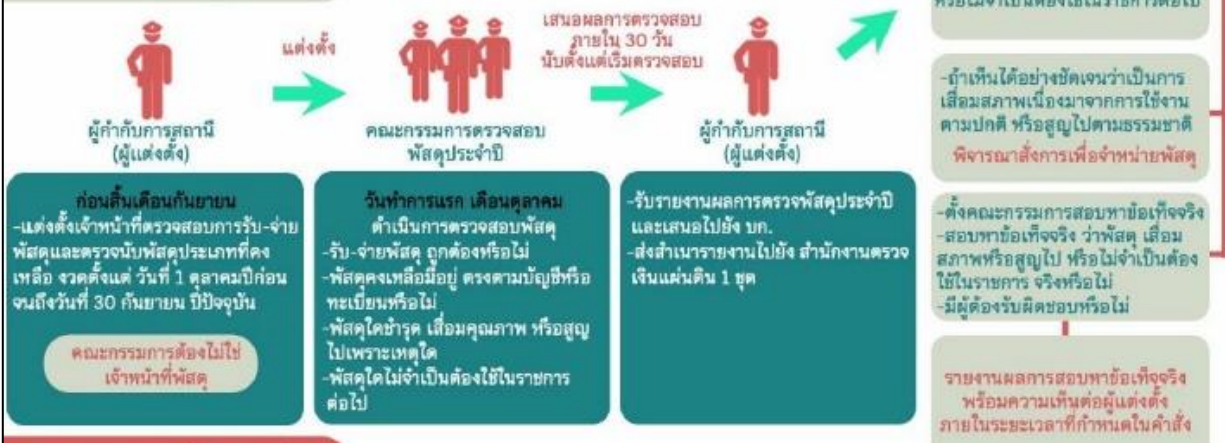 หรือไม่จำเป็นต้องใช้ในราชการต่อไป
แต่งตั้ง
เสนอผลการตรวจสอบ
ภายใน 30 วัน
นับตั้งแต่เริ่มตรวจสอบ
ผู้กำกับการสถานี
(ผู้แต่งตั้ง)
คณะกรรมการตรวจสอบ
พัสดุประจำปี
ผู้กำกับการสถานี
(ผู้แต่งตั้ง)
ก่อนสิ้นเดือนกันยายน
-แต่งตั้งเจ้าหน้าที่ตรวจสอบการรับ-จ่าย
พัสดุและตรวจนับพัสดุประเภทที่คง
เหลือ งวดตั้งแต่ วันที่ 1 ตุลาคมปีก่อน
จนถึงวันที่ 30 กันยายน ปีปัจจุบัน
คณะกรรมการต้องไม่ใช่
เจ้าหน้าที่พัสดุ
วันทำการแรก เดือนตุลาคม
ดำเนินการตรวจสอบพัสดุ
-รับ-จ่ายพัสดุ ถูกต้องหรือไม่
-พัสดุคงเหลือมีอยู่ ตรงตามบัญชีหรือ
ทะเบียนหรือไม่
-พัสดุใดชำรุด เสื่อมคุณภาพ หรือสูญ
ไปเพราะเหตุใด
-พัสดุใดไม่จำเป็นต้องใช้ในราชการ
ต่อไป
-รับรายงานผลการตรวจพัสดุประจำปี
และเสนอไปยัง บก.
-ส่งสำเนารายงานไปยัง สำนักงานตรวจ
เงินแผ่นดิน 1 ชุด
-ถ้าเห็นได้อย่างชัดเจนว่าเป็นการ
เสื่อมสภาพเนื่องมาจากการใช้งาน
ตามปกติ หรือสูญไปตามธรรมชาติ
พิจารณาสั่งการเพื่อจำหน่ายพัสดุ
-ตั้งคณะกรรมการสอบหาข้อเท็จจริง
-สอบหาข้อเท็จจริง ว่าพัสดุ เสื่อม
สภาพหรือสูญไป หรือไม่จำเป็นต้อง
ใช้ในราชการ จริงหรือไม่
-มีผู้ต้องรับผิดชอบหรือไม่
รายงานผลการสอบหาข้อเท็จจริง
พร้อมความเห็นต่อผู้แต่งตั้ง
ภายในระยะเวลาที่กำหนดในคำสั่ง